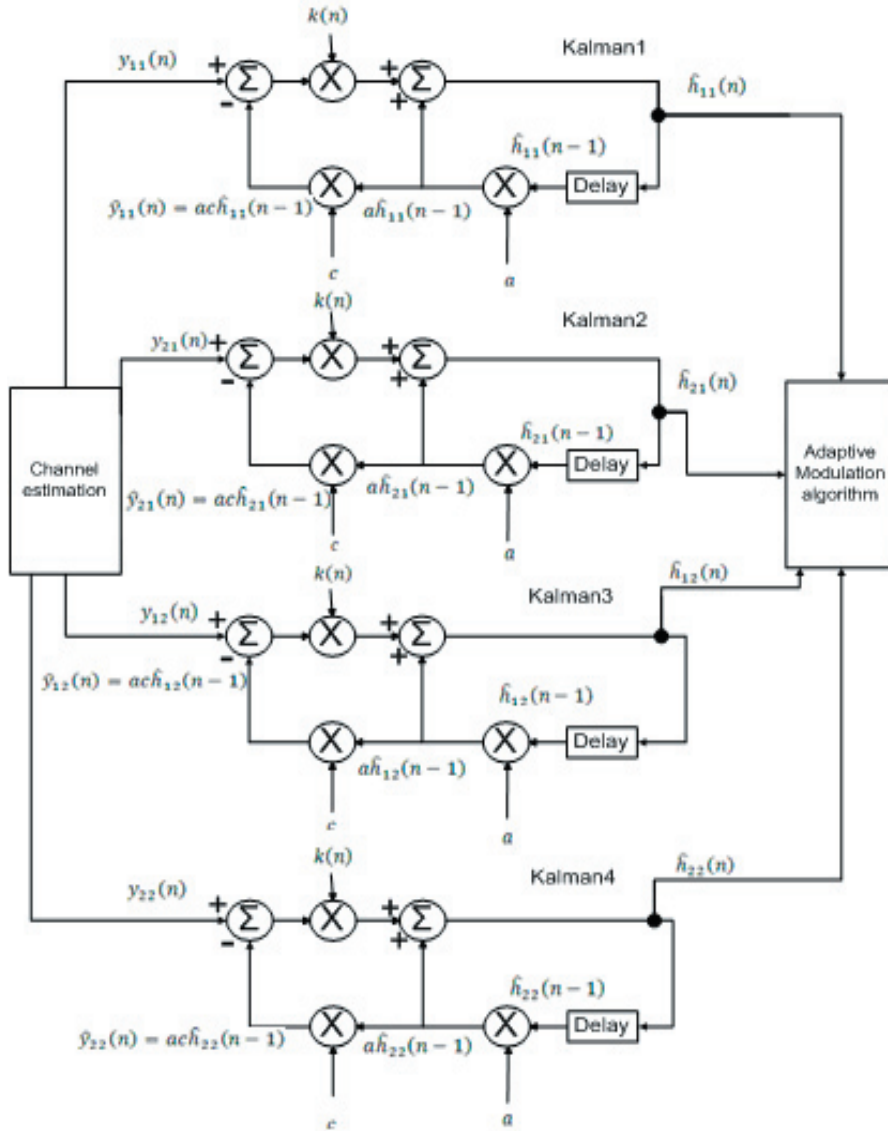 k(n)
Kalman1
y₁₁(n)
+
Σ
X
+
Σ
ĥ₁₁(n)
-
+
ĥ₁₁(n − 1)
X
X
Delay
ŷ₁₁(n) = acĥ₁₁(n − 1)
aĥ₁₁(n − 1)
c
a
k(n)
Kalman2
y₂₁(n)
+
Σ
X
+
Σ
ĥ₂₁(n)
-
+
ĥ₂₁(n − 1)
X
X
Delay
Channel
estimation
Adaptive
Modulation
algorithm
ŷ₂₁(n) = acĥ₂₁(n − 1)
aĥ₂₁(n − 1)
c
a
k(n)
Kalman3
ĥ₁₂(n)
y₁₂(n)
+
Σ
X
+
Σ
-
+
ŷ₁₂(n) = acĥ₁₂(n − 1)
ĥ₁₂(n − 1)
X
X
Delay
aĥ₁₂(n − 1)
c
a
k(n)
Kalman4
ĥ₂₂(n)
y₂₂(n)
+
Σ
X
+
Σ
-
+
ĥ₂₂(n − 1)
X
X
Delay
ŷ₂₂(n) = acĥ₂₂(n − 1)
aĥ₂₂(n − 1)
c
a